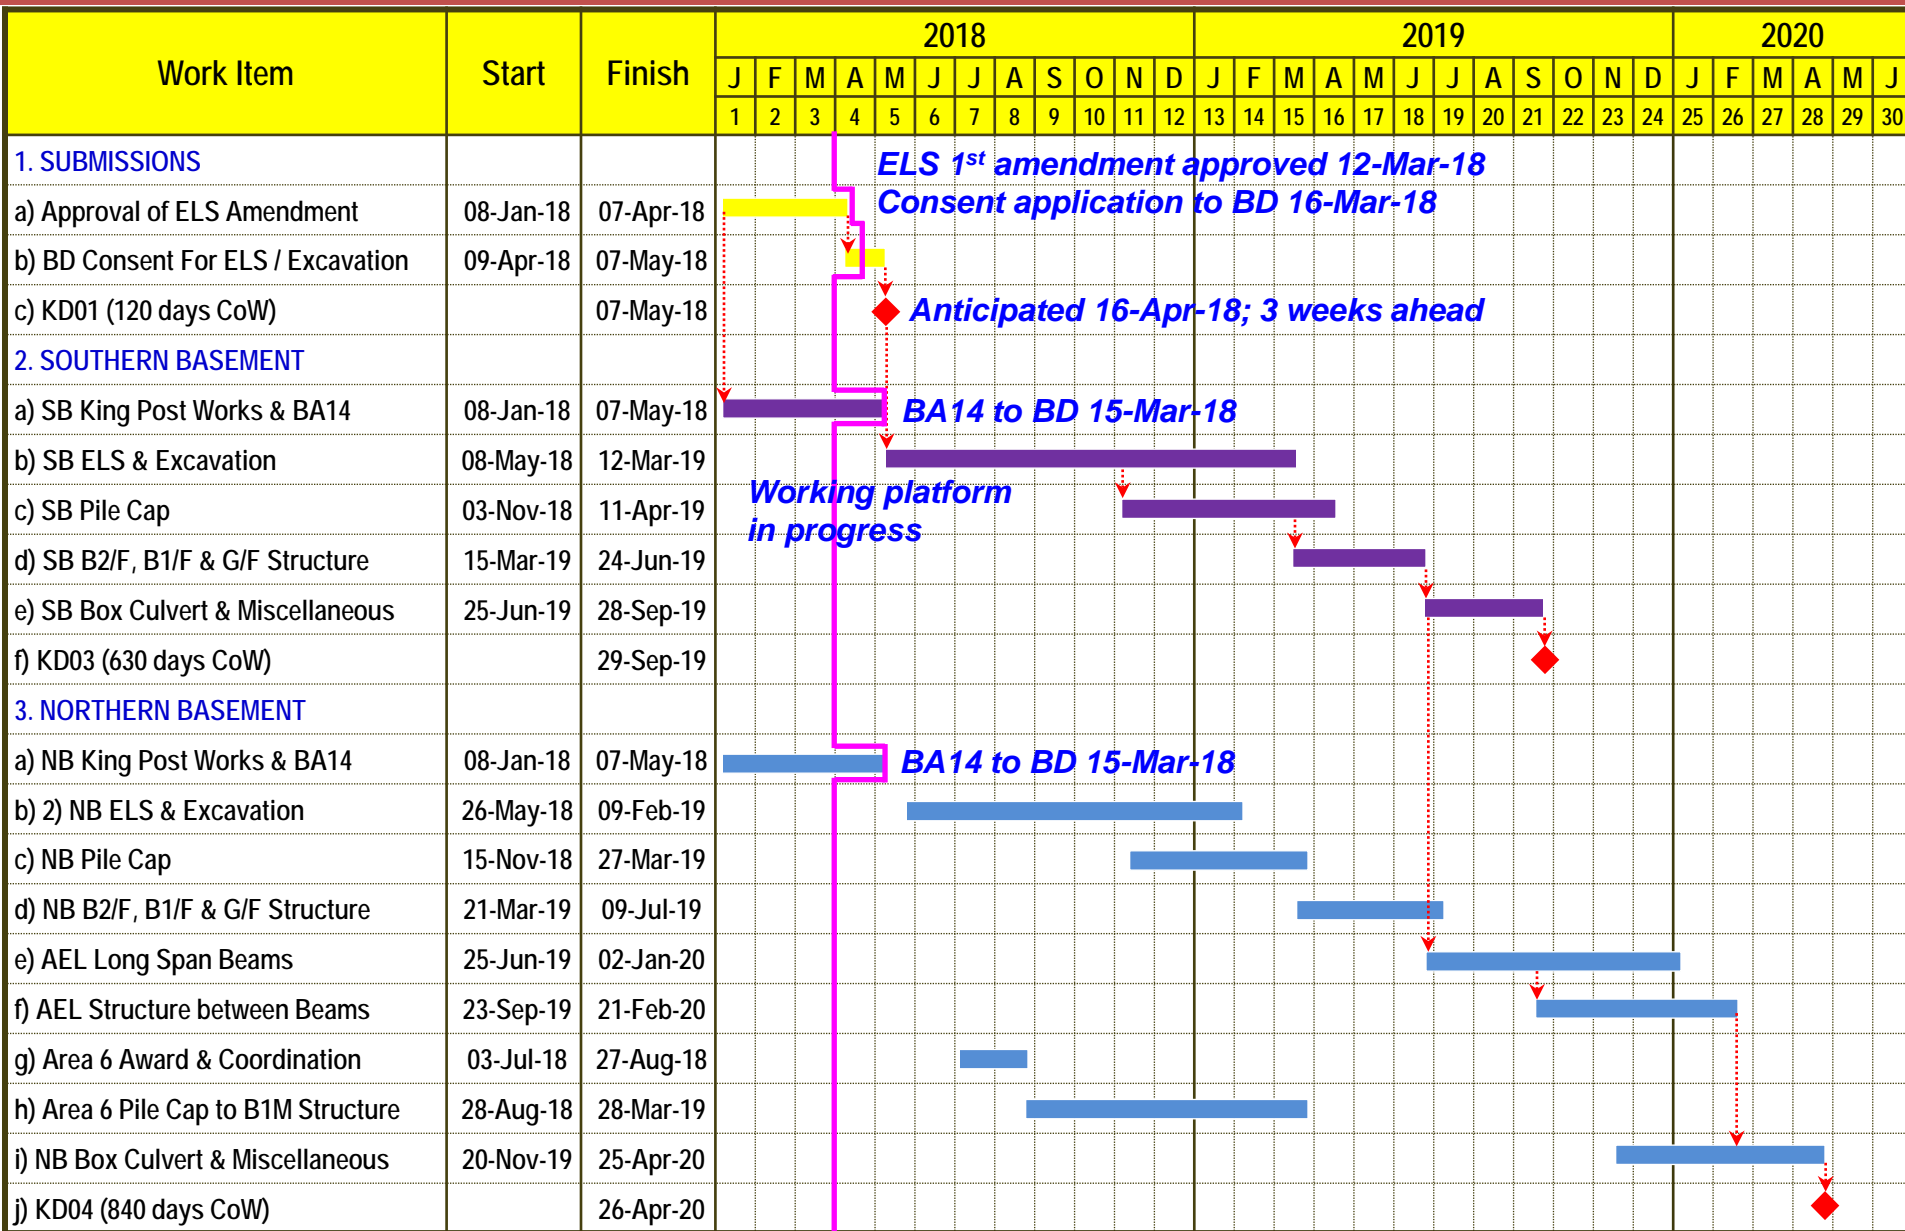 Work Item Start Finish 2018 2019 2020
J F M A M J J A S O N D J F M A M J J A S O N D J F M A M J
1 2 3 4 5 6 7 8 9 10 11 12 13 14 15 16 17 18 19 20 21 22 23 24 25 26 27 28 29 30
1. SUBMISSIONS ELS 1st amendment approved 12-Mar-18
a) Approval of ELS Amendment 08-Jan-18 07-Apr-18 Consent application to BD 16-Mar-18
b) BD Consent For ELS / Excavation 09-Apr-18 07-May-18
c) KD01 (120 days CoW) 07-May-18 Anticipated 16-Apr-18; 3 weeks ahead
2. SOUTHERN BASEMENT
a) SB King Post Works & BA14 08-Jan-18 07-May-18 BA14 to BD 15-Mar-18
b) SB ELS & Excavation 08-May-18 12-Mar-19
Working platform
c) SB Pile Cap 03-Nov-18 11-Apr-19
in progress
d) SB B2/F, B1/F & G/F Structure 15-Mar-19 24-Jun-19
e) SB Box Culvert & Miscellaneous 25-Jun-19 28-Sep-19
f) KD03 (630 days CoW) 29-Sep-19
3. NORTHERN BASEMENT
a) NB King Post Works & BA14 08-Jan-18 07-May-18 BA14 to BD 15-Mar-18
b) 2) NB ELS & Excavation 26-May-18 09-Feb-19
c) NB Pile Cap 15-Nov-18 27-Mar-19
d) NB B2/F, B1/F & G/F Structure 21-Mar-19 09-Jul-19
e) AEL Long Span Beams 25-Jun-19 02-Jan-20
f) AEL Structure between Beams 23-Sep-19 21-Feb-20
g) Area 6 Award & Coordination 03-Jul-18 27-Aug-18
h) Area 6 Pile Cap to B1M Structure 28-Aug-18 28-Mar-19
i) NB Box Culvert & Miscellaneous 20-Nov-19 25-Apr-20
j) KD04 (840 days CoW) 26-Apr-20